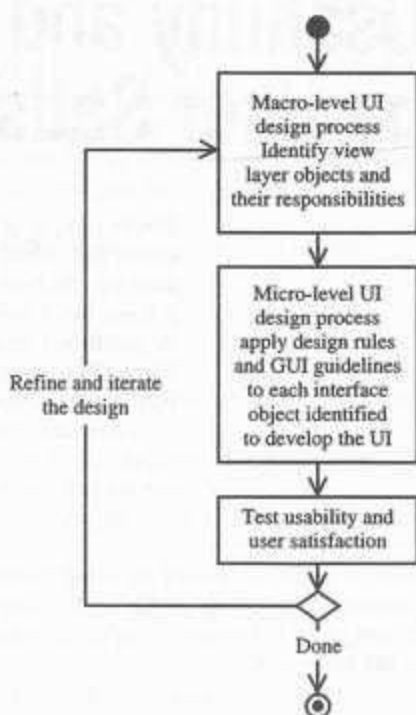 Macro-level UI
design process
Identify view
layer objects and
their responsibilities
Micro-level UI
design process
apply design rules
and GUI guidelines
to each interface
object identified
to develop the UI
Refine and iterate
the design
Test usability and
user satisfaction
Done